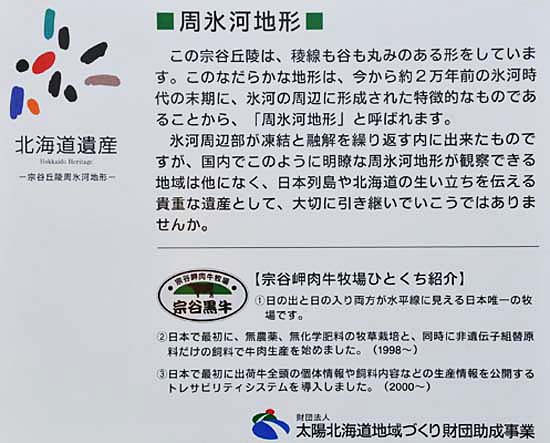 ■周氷河地形■
この宗谷丘陵は、稜線も谷も丸みのある形をしていま
す。このなだらかな地形は、今から約２万年前の氷河時
代の末期に、氷河の周辺に形成された特徴的なものであ
ることから、「周氷河地形」と呼ばれます。
氷河周辺部が凍結と融解を繰り返す内に出来たもので
すが、国内でこのように明瞭な周氷河地形が観察できる
地域は他になく、日本列島や北海道の生い立ちを伝える
貴重な遺産として、大切に引き継いでいこうではありま
せんか。
北海道遺産
Hokkaido Heritage
－宗谷丘陵周氷河地形－
宗谷岬肉牛牧場
宗谷黒牛
【宗谷岬肉牛牧場ひとくち紹介】
①日の出と日の入り両方が水平線に見える日本唯一の牧
場です。
②日本で最初に、無農薬、無化学肥料の牧草栽培と、同時に非遺伝子組替原
料だけの飼料で牛肉生産を始めました。（1998～）
③日本で最初に出荷牛全頭の個体情報や飼料内容などの生産情報を公開する
トレサビリティシステムを導入しました。（2000～）
財団法人
太陽北海道地域づくり財団助成事業